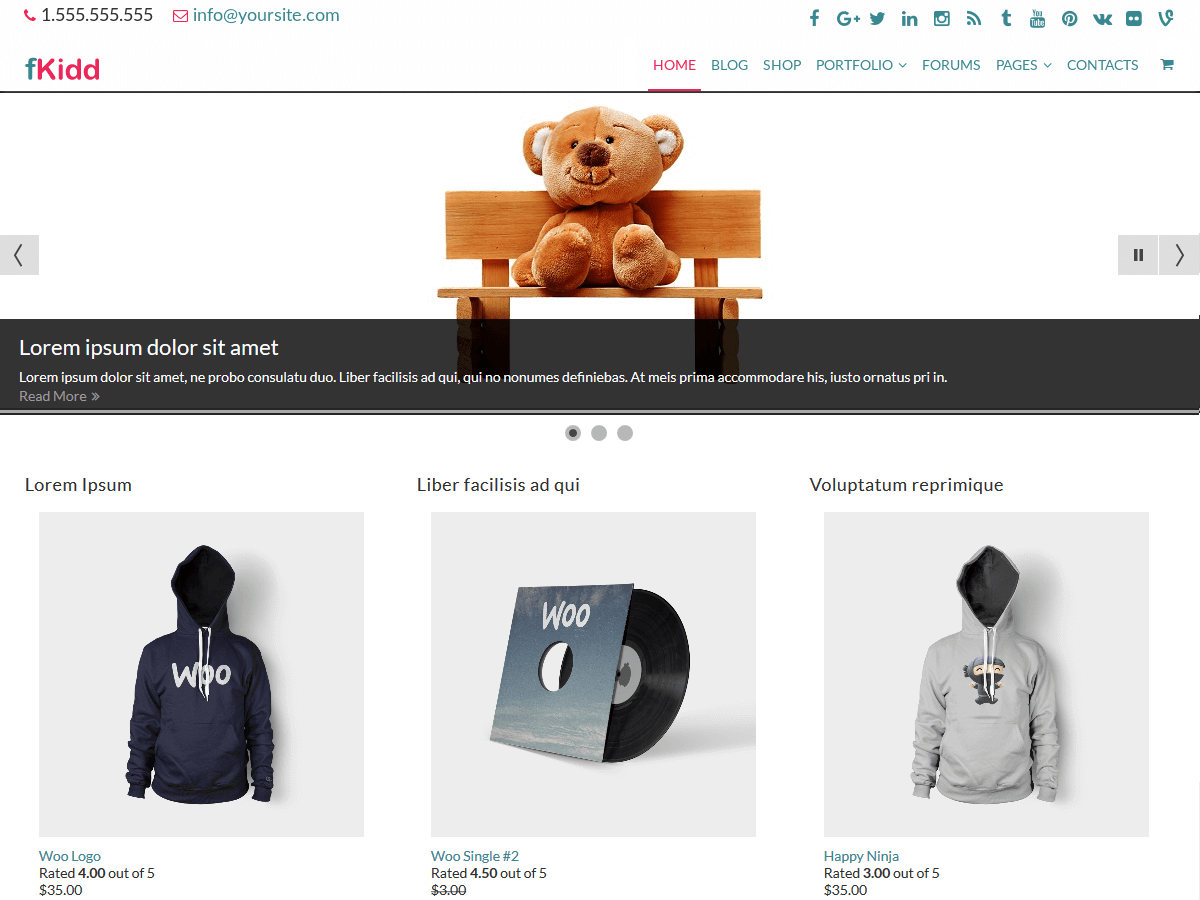 1.555.555.555 info@yoursite.com
You Tube
fKidd
HOME BLOG SHOP PORTFOLIO FORUMS PAGES CONTACTS
Lorem ipsum dolor sit amet
Lorem ipsum dolor sit amet, ne probo consulatu duo. Liber facilisis ad qui, qui no nonumes definiebas. At meis prima accommodare his, iusto ornatus pri in.
Read More »
Lorem Ipsum
Liber facilisis ad qui
Voluptatum reprimique
Woo
Woo
Woo Logo
Rated 4.00 out of 5
$35.00
Woo Single #2
Rated 4.50 out of 5
$3.00
Happy Ninja
Rated 3.00 out of 5
$35.00